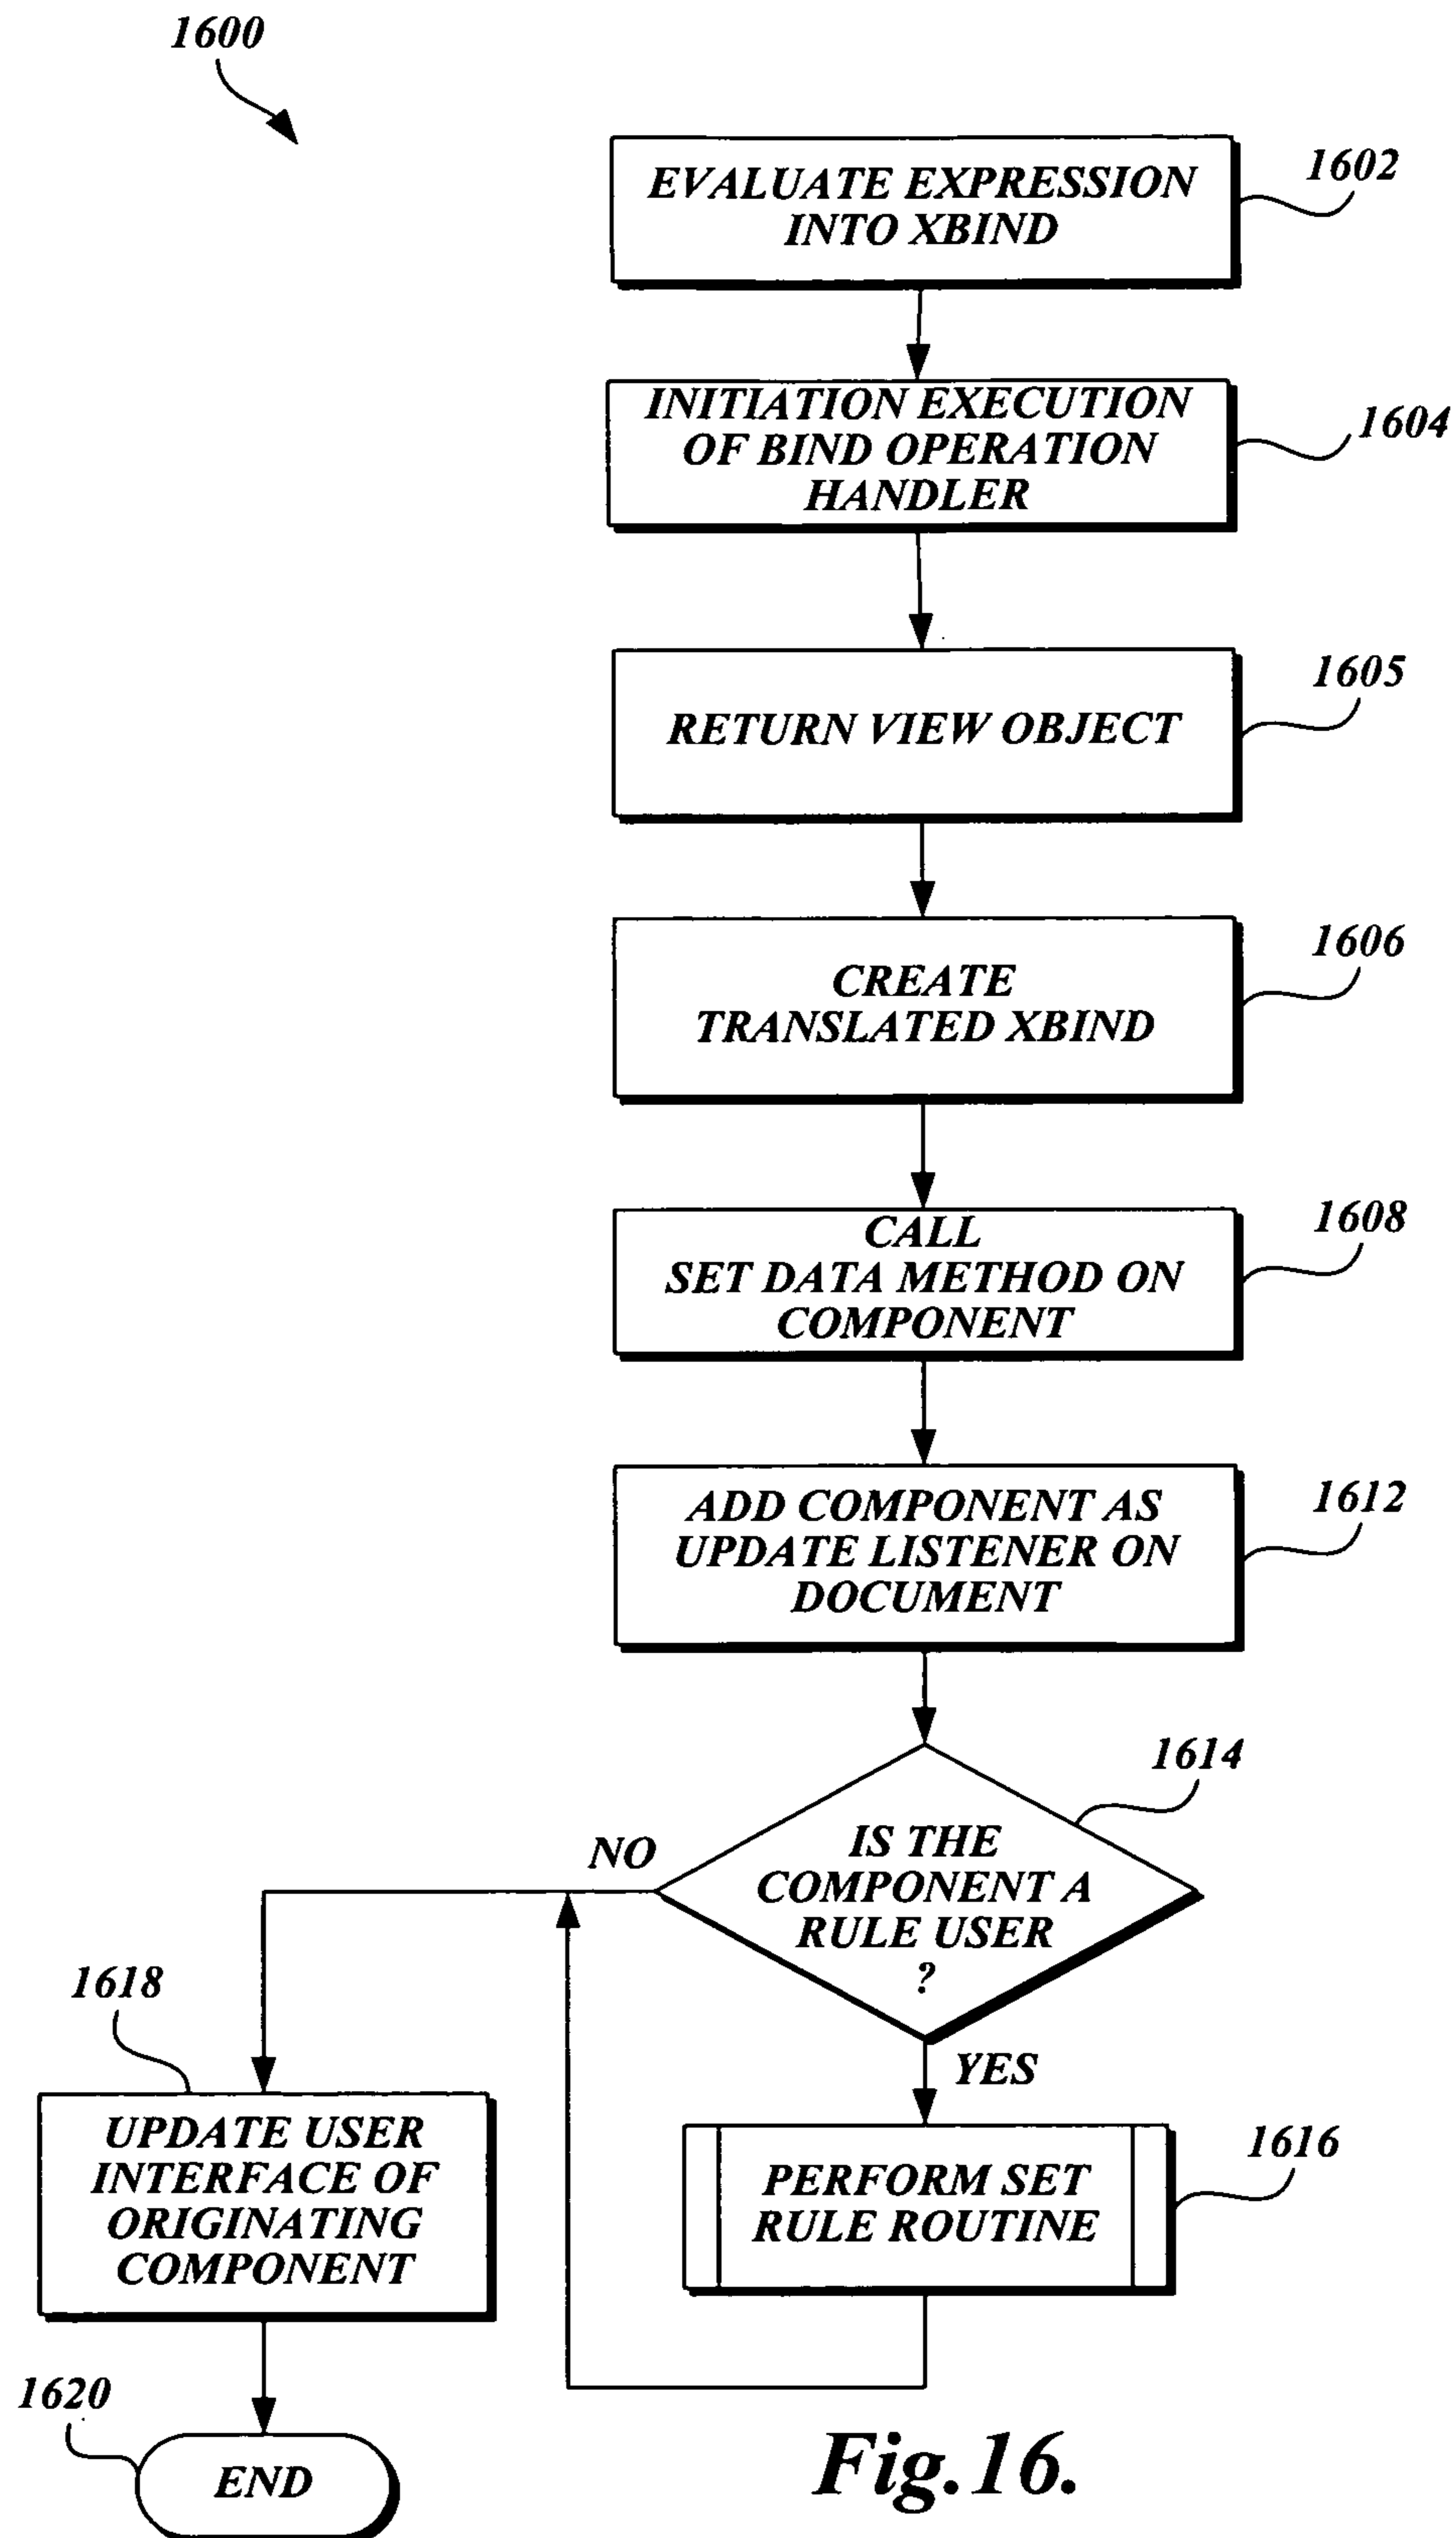 1600
EVALUATE EXPRESSION
INTO XBIND
1602
INITIATION EXECUTION
OF BIND OPERATION
HANDLER
1604
RETURN VIEW OBJECT
1605
CREATE
TRANSLATED XBIND
1606
CALL
SET DATA METHOD ON
COMPONENT
1608
ADD COMPONENT AS
UPDATE LISTENER ON
DOCUMENT
1612
IS THE
COMPONENT A
RULE USER
?
1614
NO
YES
PERFORM SET
RULE ROUTINE
1616
1618
UPDATE USER
INTERFACE OF
ORIGINATING
COMPONENT
1620
END
Fig.16.